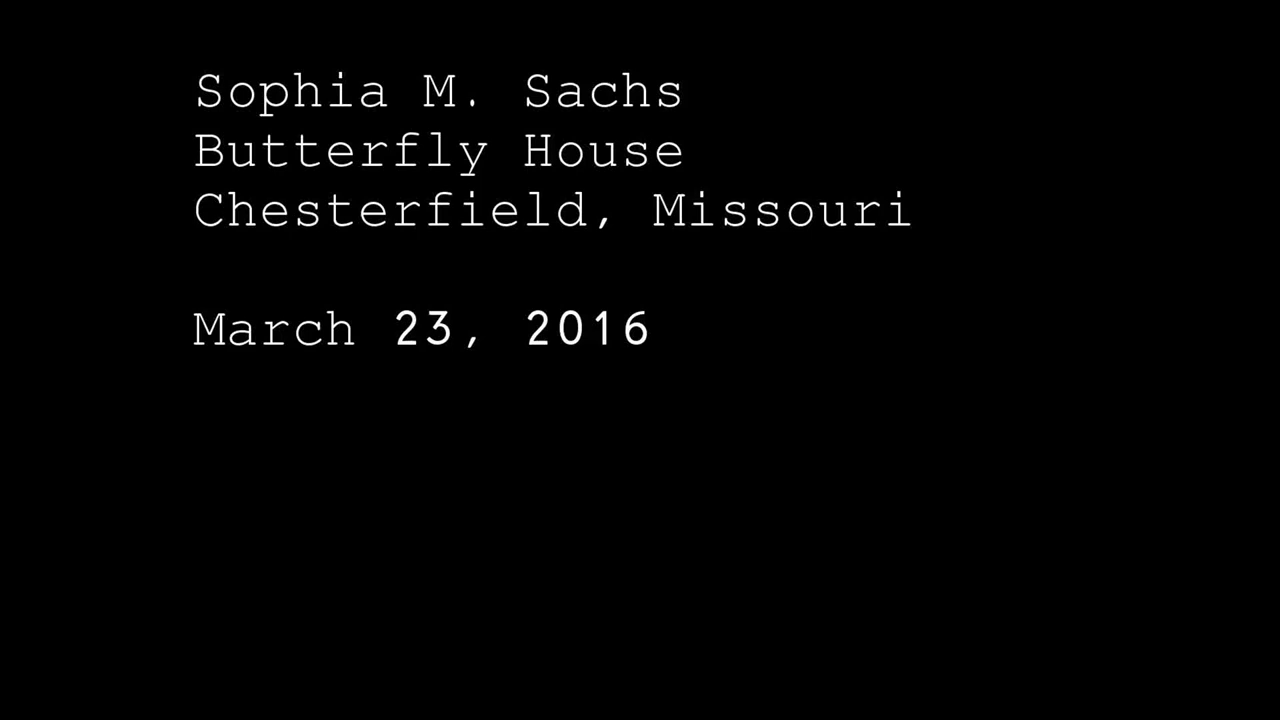 Sophia M. Sachs
Butterfly House
Chesterfield, Missouri
March 23, 2016